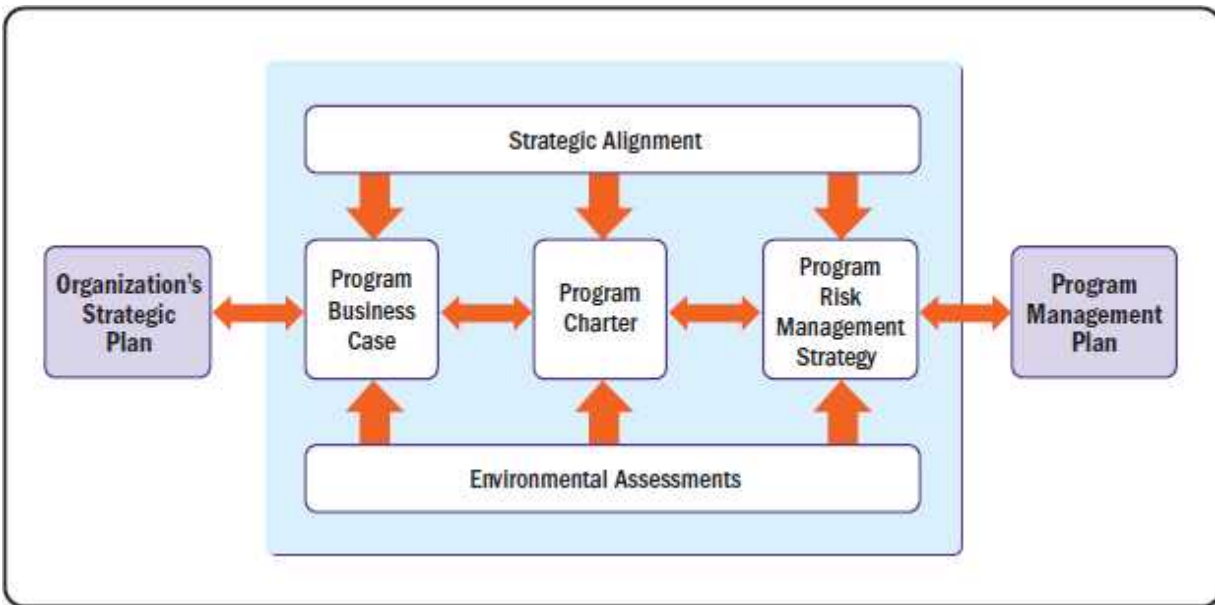 Strategic Alignment
Organization's
Strategic
Plan
Program
Business
Case
Program
Charter
Program
Risk
Management
Strategy
Program
Management
Plan
Environmental Assessments